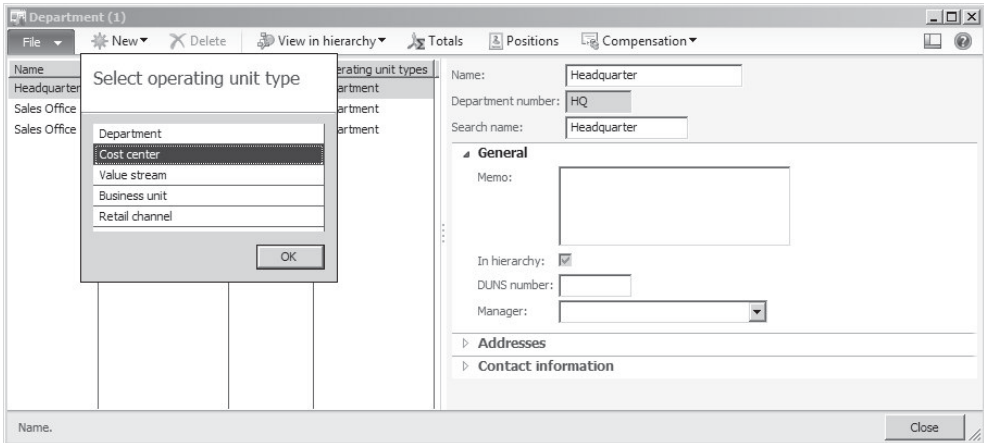 Department (1)
File New Delete View in hierarchy Totals Positions Compensation
Select operating unit type
Department
Cost center
Value stream
Business unit
Retail channel
OK
Name erating unit types
Headquarter artment
Sales Office artment
Sales Office artment
Name: Headquarter
Department number: HQ
Search name: Headquarter
General
Memo:
In hierarchy:
DUNS number:
Manager:
Addresses
Contact information
Name. Close